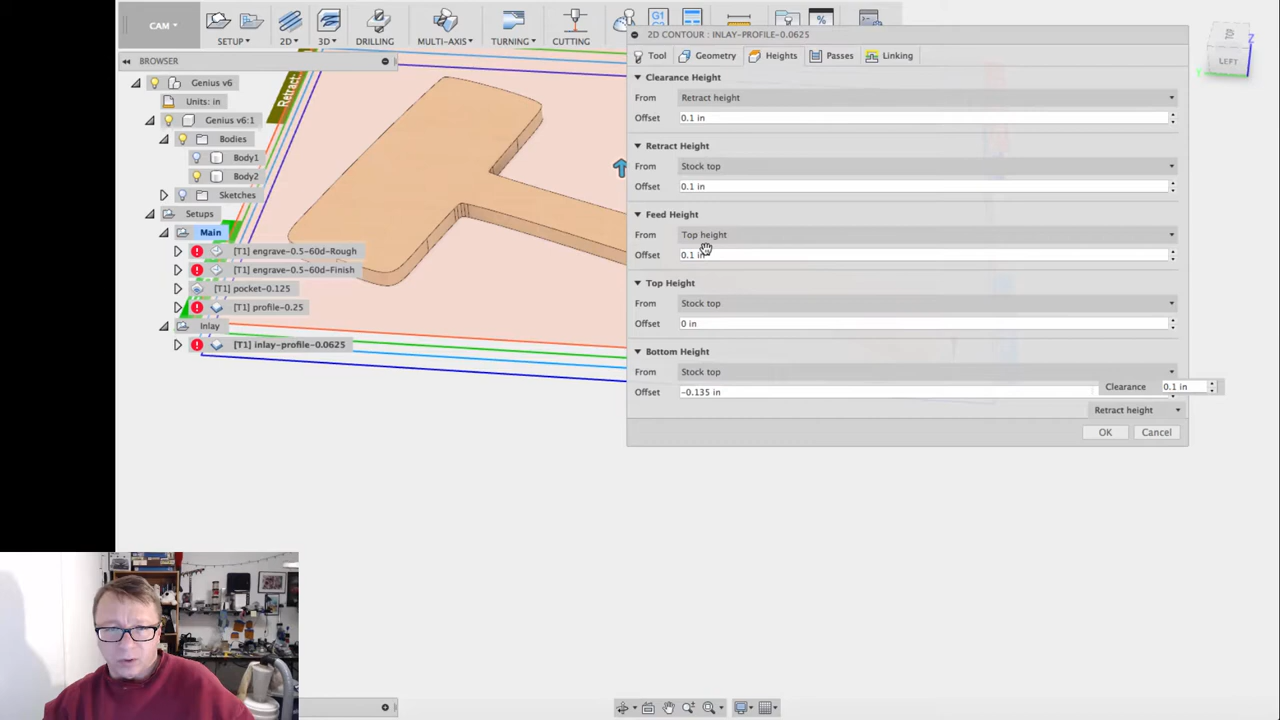 CAM
SETUP
2D
3D
DRILLING
MULTI-AXIS
TURNING
CUTTING
G1
%
2D CONTOUR : INLAY-PROFILE-0.0625
BROWSER
Tool
Geometry
Heights
Passes
Linking
Genius v6
Units: in
Genius v6:1
Bodies
Body1
Body2
Sketches
Setups
Main
[T1] engrave-0.5-60d-Rough
[T1] engrave-0.5-60d-Finish
[T1] pocket-0.125
[T1] profile-0.25
Inlay
[T1] inlay-profile-0.0625
Retract
Clearance Height
From Retract height
Offset 0.1 in
Retract Height
From Stock top
Offset 0.1 in
Feed Height
From Top height
Offset 0.1 in
Top Height
From Stock top
Offset 0 in
Bottom Height
From Stock top
Offset -0.135 in
Clearance 0.1 in
Retract height
OK
Cancel
LEFT
Z